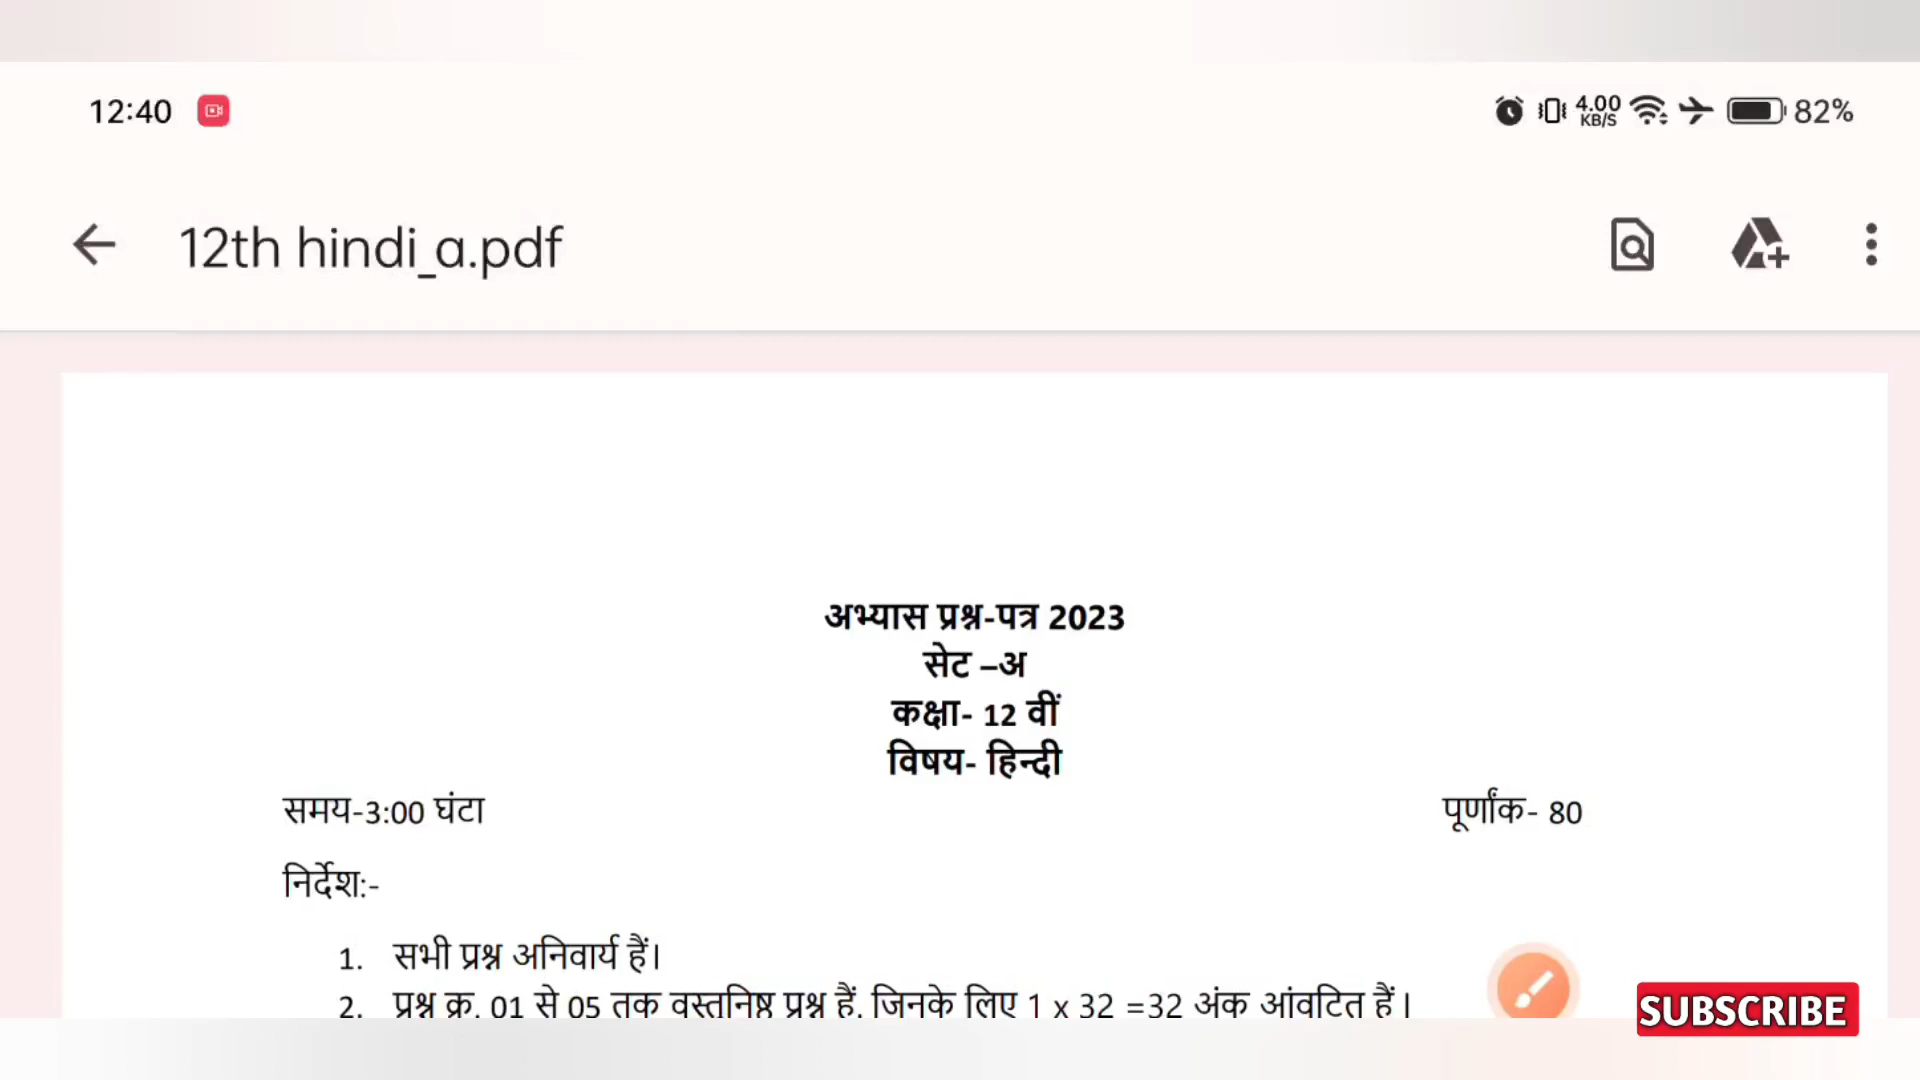 12:40 4.00 KB/S 82%
12th hindi_a.pdf
अभ्यास प्रश्न-पत्र 2023
सेट –अ
कक्षा- 12 वीं
विषय- हिन्दी
समय-3:00 घंटा पूर्णांक- 80
निर्देश:-
1. सभी प्रश्न अनिवार्य हैं।
2. प्रश्न क्र. 01 से 05 तक वस्तुनिष्ठ प्रश्न हैं, जिनके लिए 1 x 32 =32 अंक आंवटित हैं।
SUBSCRIBE